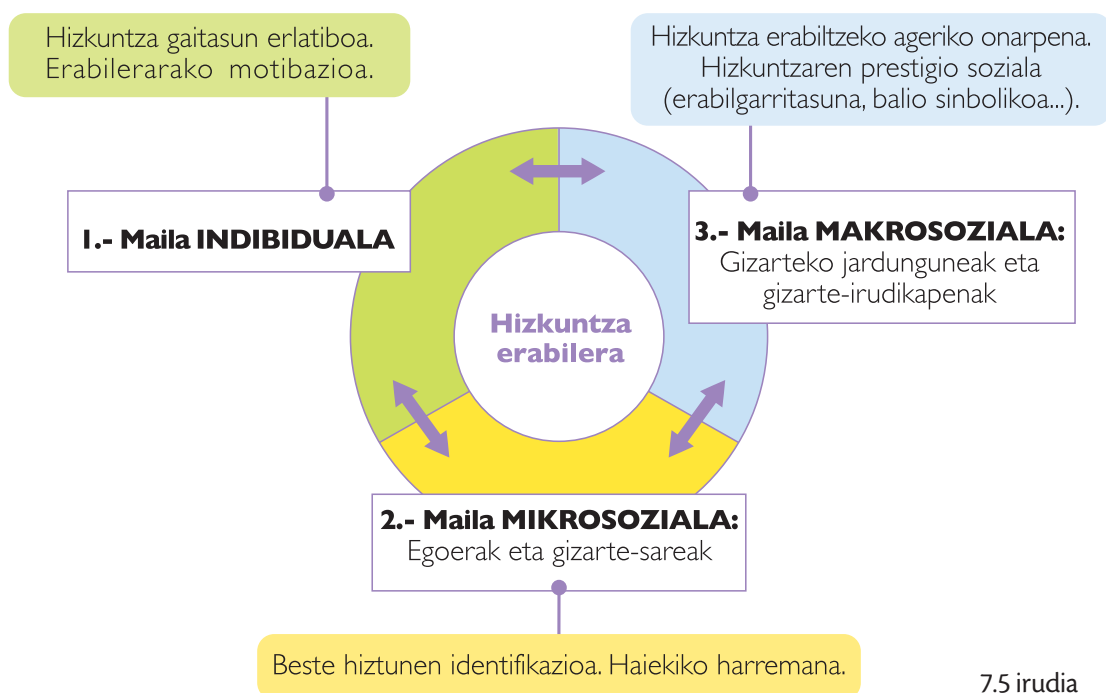 Hizkuntza gaitasun erlatiboa.
Erabilerarako motibazioa.
Hizkuntza erabiltzeko ageriko onarpena.
Hizkuntzaren prestigio soziala
(erabilgarritasuna, balio sinbolikoa...).
1.- Maila INDIBIDUALA
3.- Maila MAKROSOZIALA:
Gizarteko jardunguneak eta
gizarte-irudikapenak
Hizkuntza
erabilera
2.- Maila MIKROSOZIALA:
Egoerak eta gizarte-sareak
Beste hiztunen identifikazioa. Haiekiko harremana.
7.5 irudia